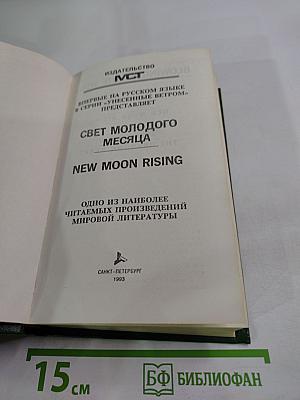 ИЗДАТЕЛЬСТВО
МСТ
ВПЕРВЫЕ НА РУССКОМ ЯЗЫКЕ
В СЕРИИ «УНЕСЕННЫЕ ВЕТРОМ»
ПРЕДСТАВЛЯЕТ
СВЕТ МОЛОДОГО
МЕСЯЦА
NEW MOON RISING
ОДНО ИЗ НАИБОЛЕЕ
ЧИТАЕМЫХ ПРОИЗВЕДЕНИЙ
МИРОВОЙ ЛИТЕРАТУРЫ
САНКТ-ПЕТЕРБУРГ
1993
15 см
БФ БИБЛИОФАН